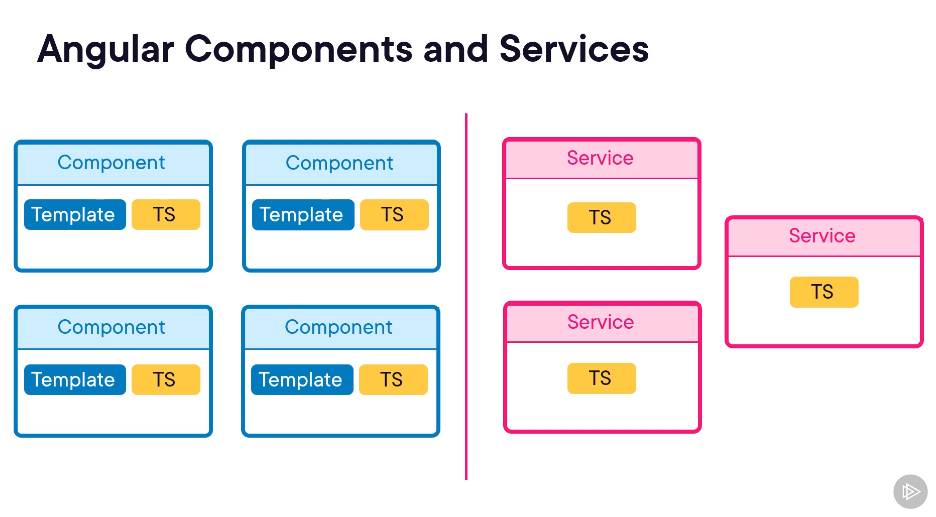 Angular Components and Services
Component
Template TS
Component
Template TS
Component
Template TS
Component
Template TS
Service
TS
Service
TS
Service
TS